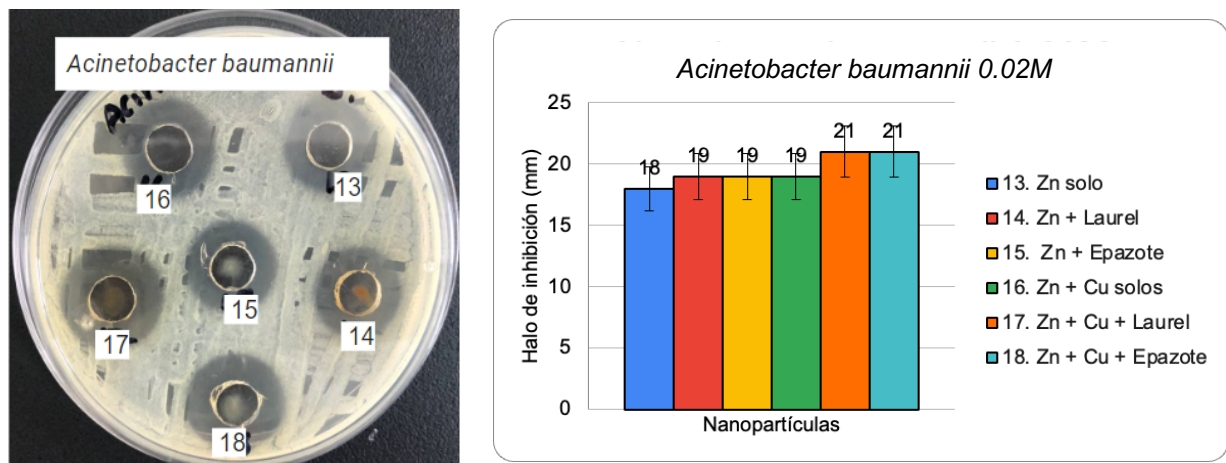 Acinetobacter baumannii
16
13
15
14
17
18
Acinetobacter baumannii 0.02M
Halo de inhibición (mm)
25
20
15
10
5
0
18
19
19
19
21
21
Nanopartículas
13. Zn solo
14. Zn + Laurel
15. Zn + Epazote
16. Zn + Cu solos
17. Zn + Cu + Laurel
18. Zn + Cu + Epazote